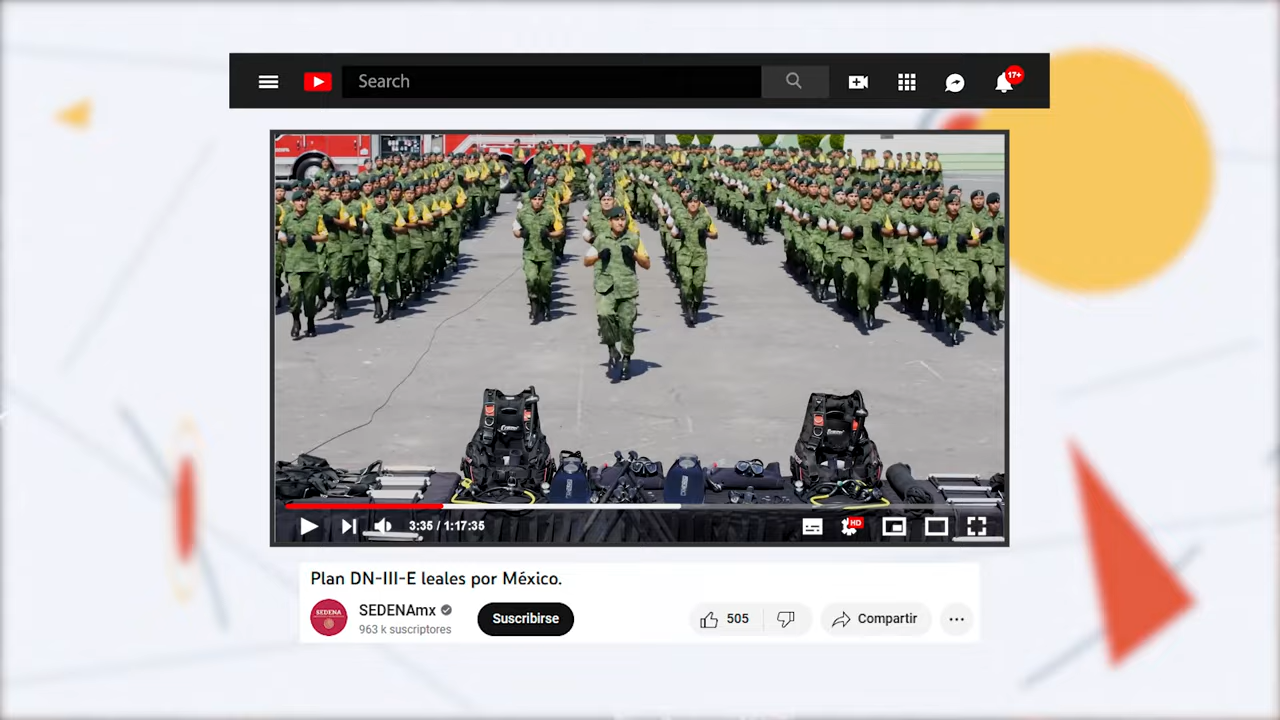 Search
17+
3:35 / 1:17:35
HD
Plan DN-III-E leales por México.
SEDENA
SEDENAmx
963 k suscriptores
Suscribirse
505
Compartir